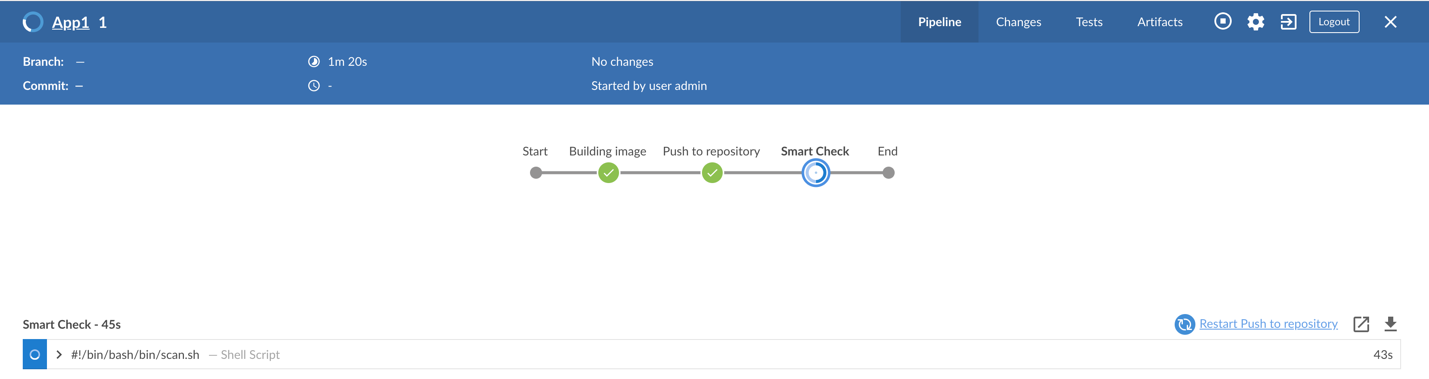 App1 1 Pipeline Changes Tests Artifacts Logout
Branch: — 1m 20s No changes
Commit: — - Started by user admin
Start Building image Push to repository Smart Check End
Smart Check - 45s Restart Push to repository
#!/bin/bash/bin/scan.sh — Shell Script 43s